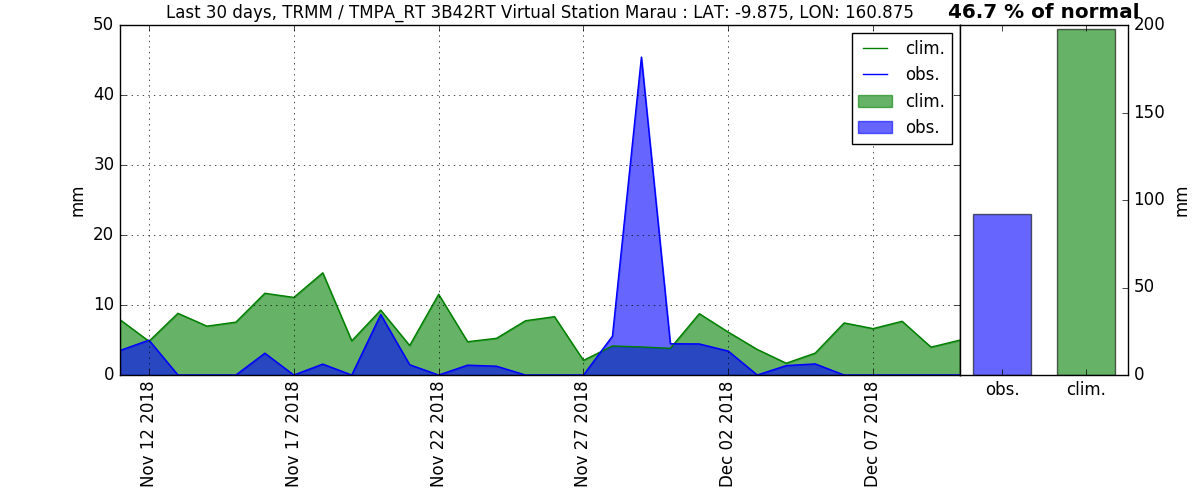 Last 30 days, TRMM / TMPA_RT 3B42RT Virtual Station Marau : LAT: -9.875, LON: 160.875
46.7 % of normal
50
40
30
20
10
0
mm
clim.
obs.
clim.
obs.
Nov 12 2018
Nov 17 2018
Nov 22 2018
Nov 27 2018
Dec 02 2018
Dec 07 2018
200
150
100
50
0
mm
obs.
clim.